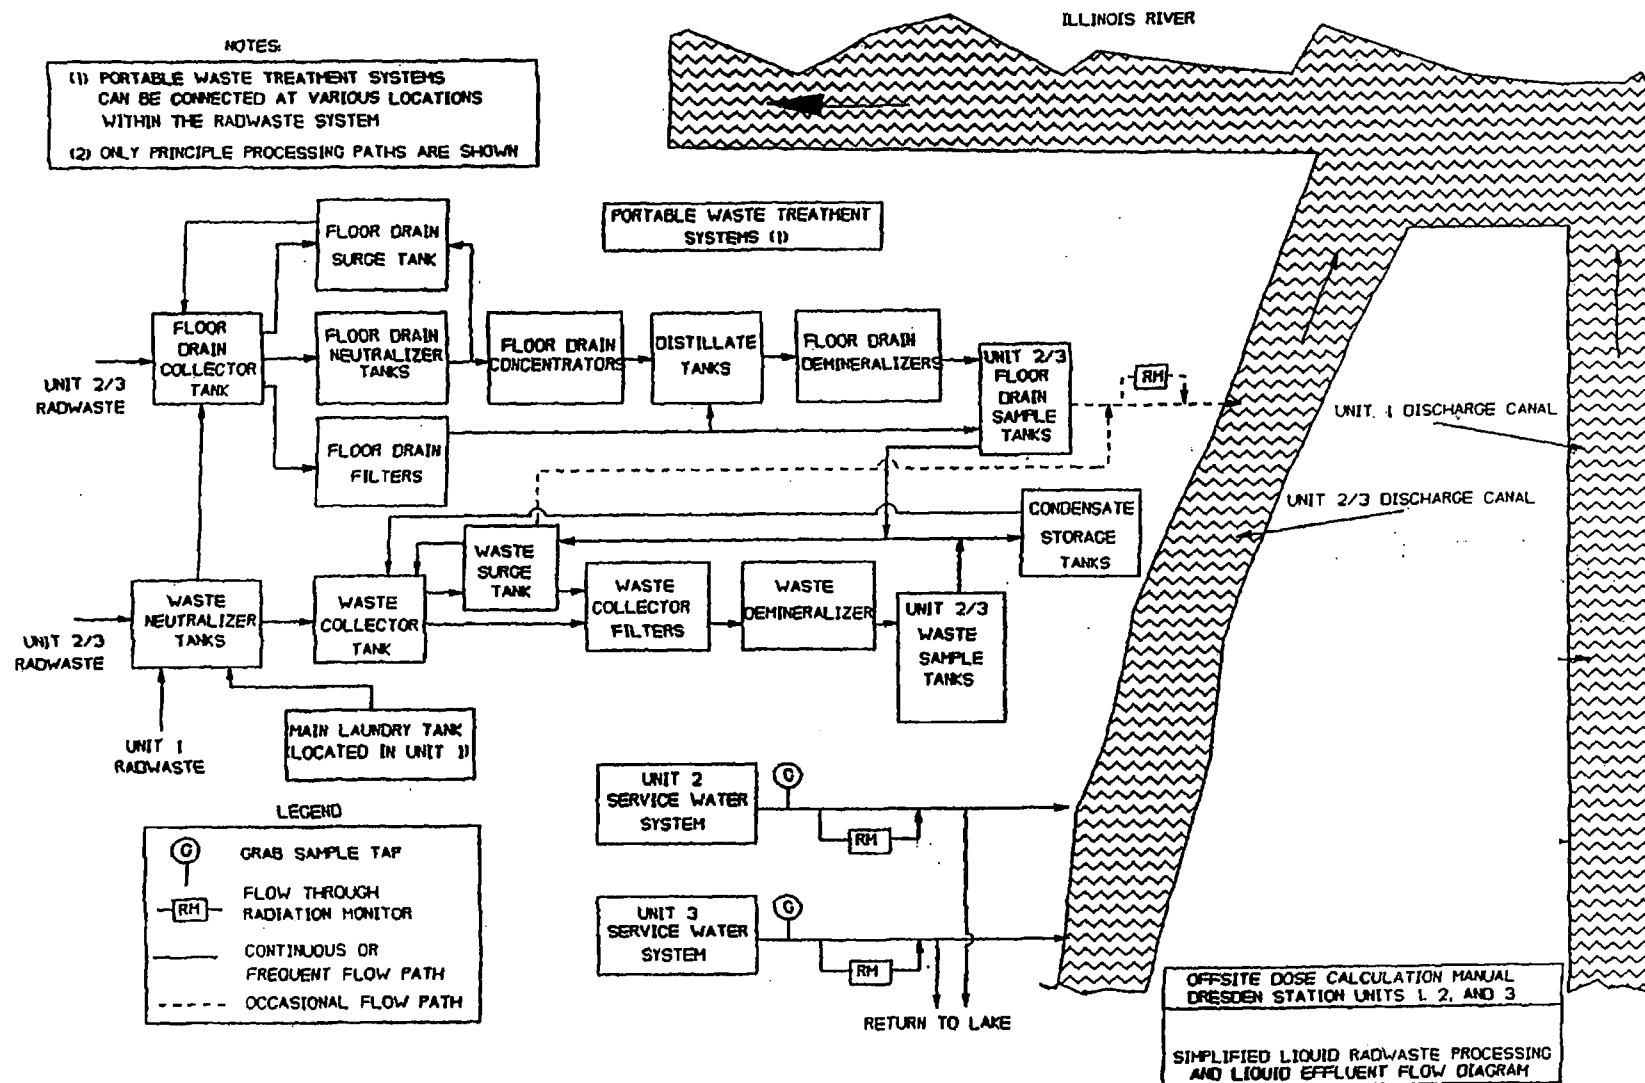 ILLINOIS RIVER
NOTES:
(1) PORTABLE WASTE TREATMENT SYSTEMS
CAN BE CONNECTED AT VARIOUS LOCATIONS
WITHIN THE RADWASTE SYSTEM
(2) ONLY PRINCIPLE PROCESSING PATHS ARE SHOWN
PORTABLE WASTE TREATMENT
SYSTEMS (1)
FLOOR DRAIN
SURGE TANK
FLOOR
DRAIN
COLLECTOR
TANK
UNIT 2/3
RADWASTE
FLOOR DRAIN
NEUTRALIZER
TANKS
FLOOR DRAIN
CONCENTRATORS
DISTILLATE
TANKS
FLOOR DRAIN
DEMINERALIZERS
UNIT 2/3
FLOOR
DRAIN
SAMPLE
TANKS
RM
FLOOR DRAIN
FILTERS
UNIT 1 DISCHARGE CANAL
UNIT 2/3 DISCHARGE CANAL
CONDENSATE
STORAGE
TANKS
WASTE
SURGE
TANK
WASTE
NEUTRALIZER
TANKS
UNIT 2/3
RADWASTE
WASTE
COLLECTOR
TANK
WASTE
COLLECTOR
FILTERS
WASTE
DEMINERALIZER
UNIT 2/3
WASTE
SAMPLE
TANKS
UNIT 1
RADWASTE
MAIN LAUNDRY TANK
(LOCATED IN UNIT 1)
UNIT 2
SERVICE WATER
SYSTEM
G
RM
UNIT 3
SERVICE WATER
SYSTEM
G
RM
RETURN TO LAKE
LEGEND
G GRAB SAMPLE TAP
RM FLOW THROUGH
RADIATION MONITOR
CONTINUOUS OR
FREQUENT FLOW PATH
OCCASIONAL FLOW PATH
OFFSITE DOSE CALCULATION MANUAL
DRESDEN STATION UNITS 1, 2, AND 3
SIMPLIFIED LIQUID RADWASTE PROCESSING
AND LIQUID EFFLUENT FLOW DIAGRAM